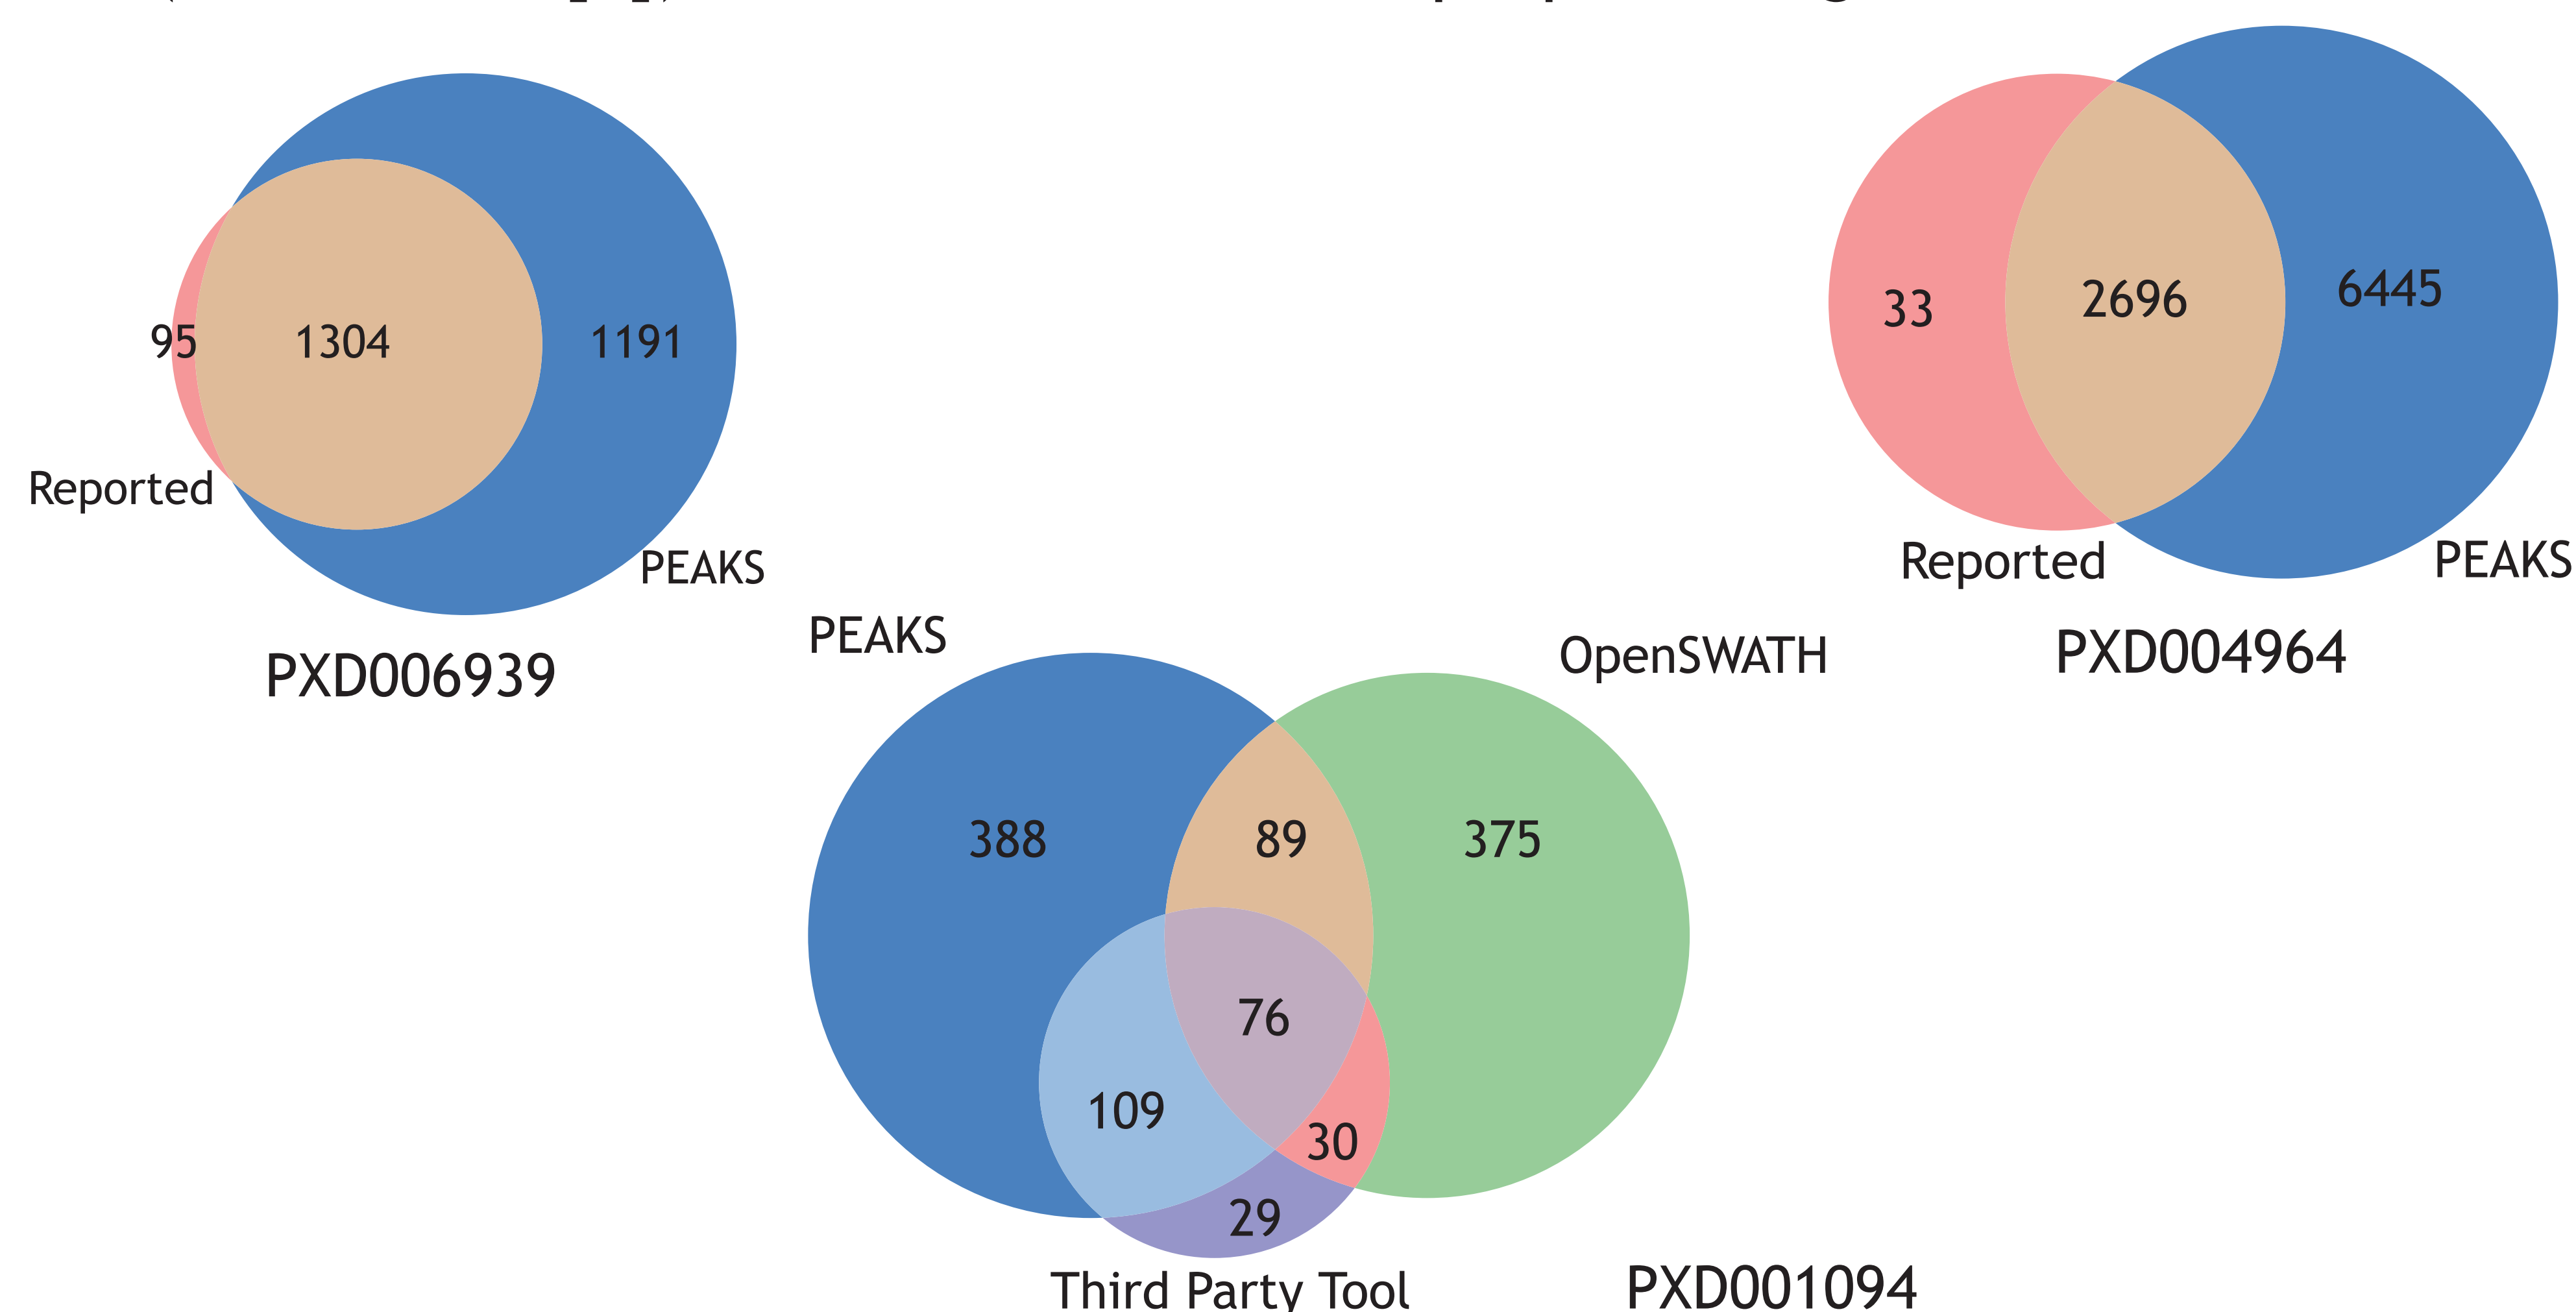 95
1304
1191
Reported
PEAKS
PXD006939
33
2696
6445
Reported
PEAKS
PXD004964
PEAKS
OpenSWATH
388
89
375
76
109
30
29
Third Party Tool
PXD001094